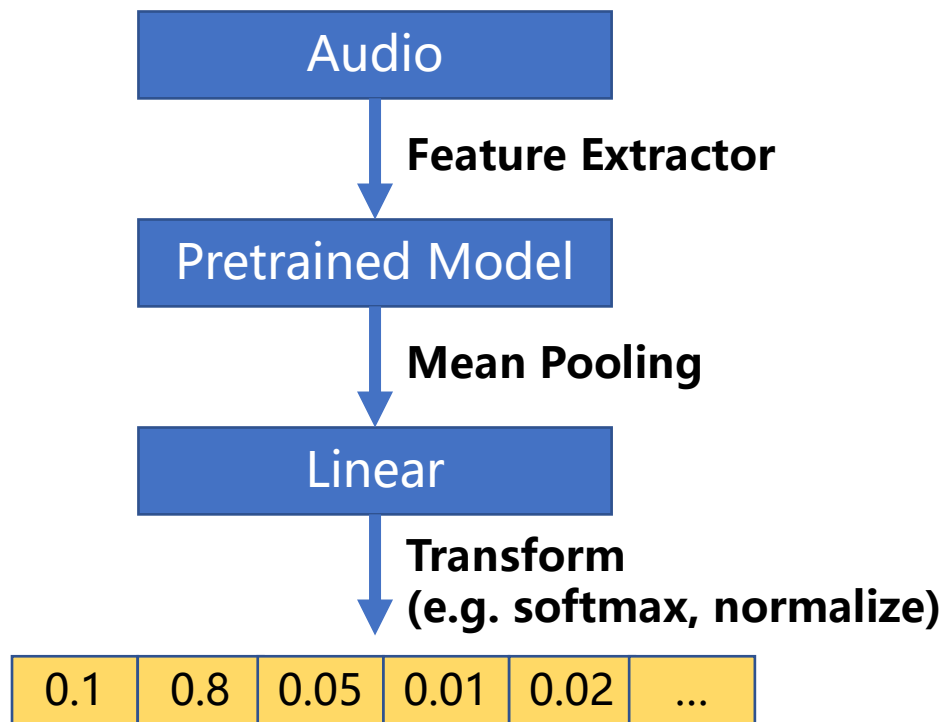 Audio
Feature Extractor
Pretrained Model
Mean Pooling
Linear
Transform
(e.g. softmax, normalize)
0.1 0.8 0.05 0.01 0.02 ...